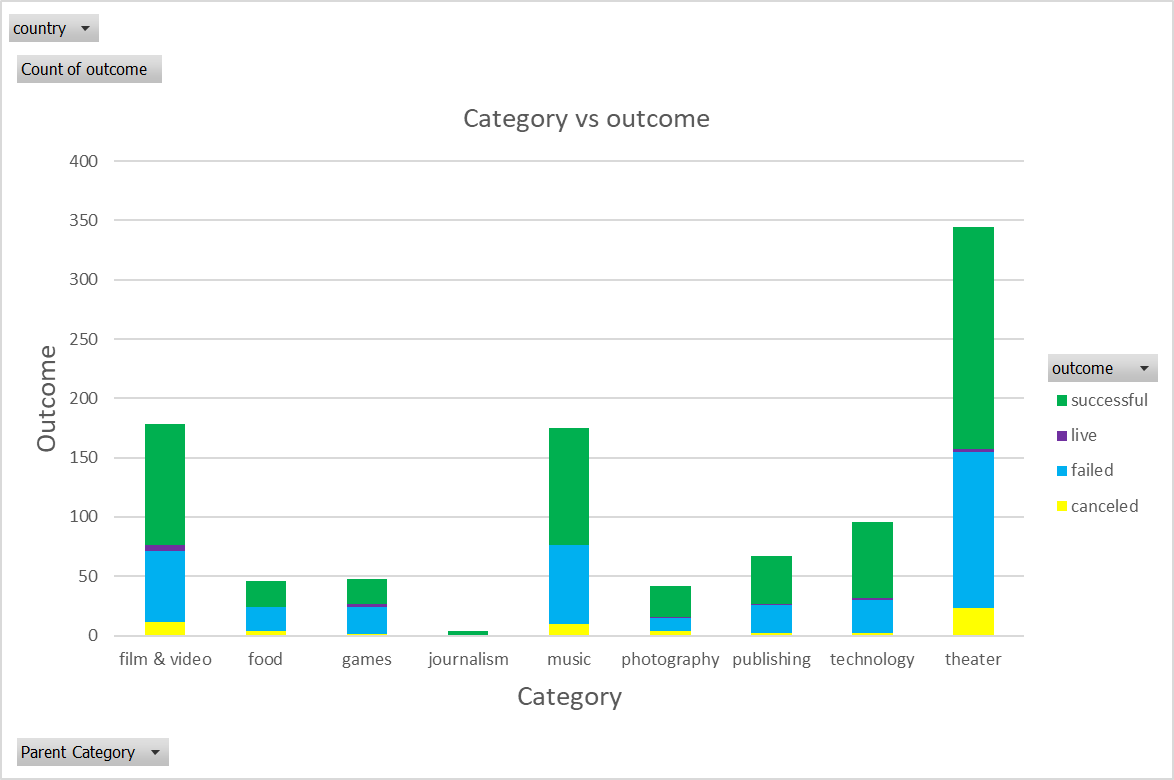 country
Count of outcome
Category vs outcome
400
350
300
250
200
150
100
50
0
Outcome
film & video food games journalism music photography publishing technology theater
Category
outcome
successful
live
failed
canceled
Parent Category